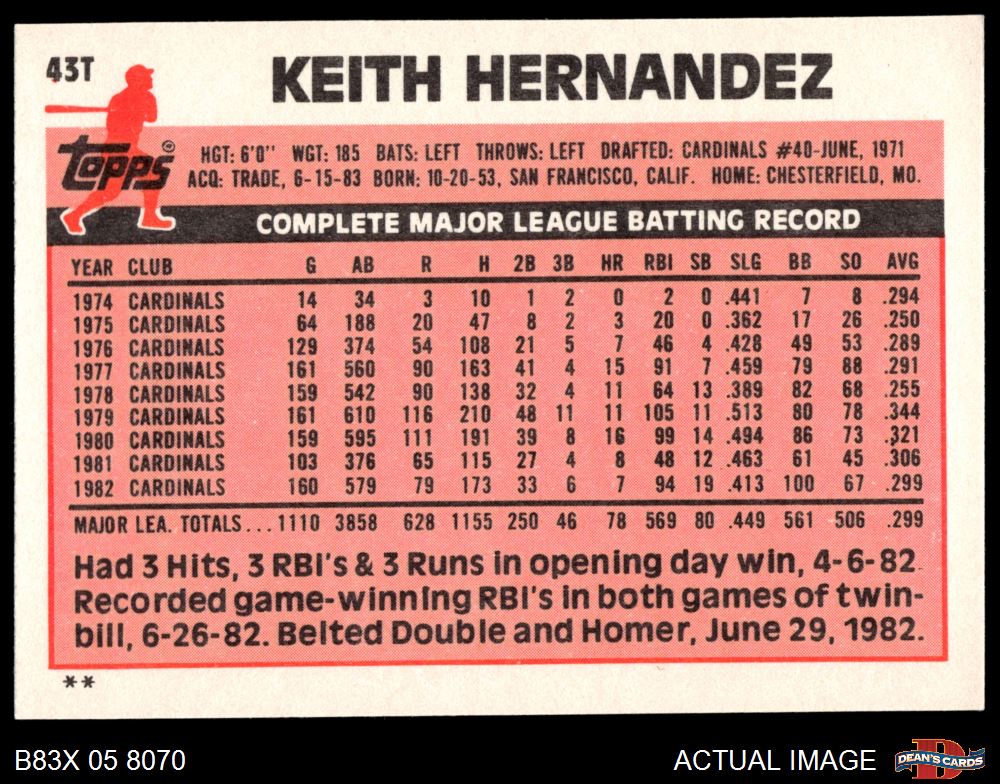 43T
KEITH HERNANDEZ
Topps
HGT: 6'0" WGT: 185 BATS: LEFT THROWS: LEFT DRAFTED: CARDINALS #40-JUNE, 1971
ACQ: TRADE, 6-15-83 BORN: 10-20-53, SAN FRANCISCO, CALIF. HOME: CHESTERFIELD, MO.
COMPLETE MAJOR LEAGUE BATTING RECORD
YEAR CLUB G AB R H 2B 3B HR RBI SB SLG BB SO AVG
1974 CARDINALS 14 34 3 10 1 2 0 2 0 .441 7 8 .294
1975 CARDINALS 64 188 20 47 8 2 3 20 0 .362 17 26 .250
1976 CARDINALS 129 374 54 108 21 5 7 46 4 .428 49 53 .289
1977 CARDINALS 161 560 90 163 41 4 15 91 7 .459 79 88 .291
1978 CARDINALS 159 542 90 138 32 4 11 64 13 .389 82 68 .255
1979 CARDINALS 161 610 116 210 48 11 11 105 11 .513 80 78 .344
1980 CARDINALS 159 595 111 191 39 8 16 99 14 .494 86 73 .321
1981 CARDINALS 103 376 65 115 27 4 8 48 12 .463 61 45 .306
1982 CARDINALS 160 579 79 173 33 6 7 94 19 .413 100 67 .299
MAJOR LEA. TOTALS...1110 3858 628 1155 250 46 78 569 80 .449 561 506 .299
Had 3 Hits, 3 RBI's & 3 Runs in opening day win, 4-6-82.
Recorded game-winning RBI's in both games of twin-
bill, 6-26-82. Belted Double and Homer, June 29, 1982.
**
B83X 05 8070
ACTUAL IMAGE
D
DEAN'S CARDS